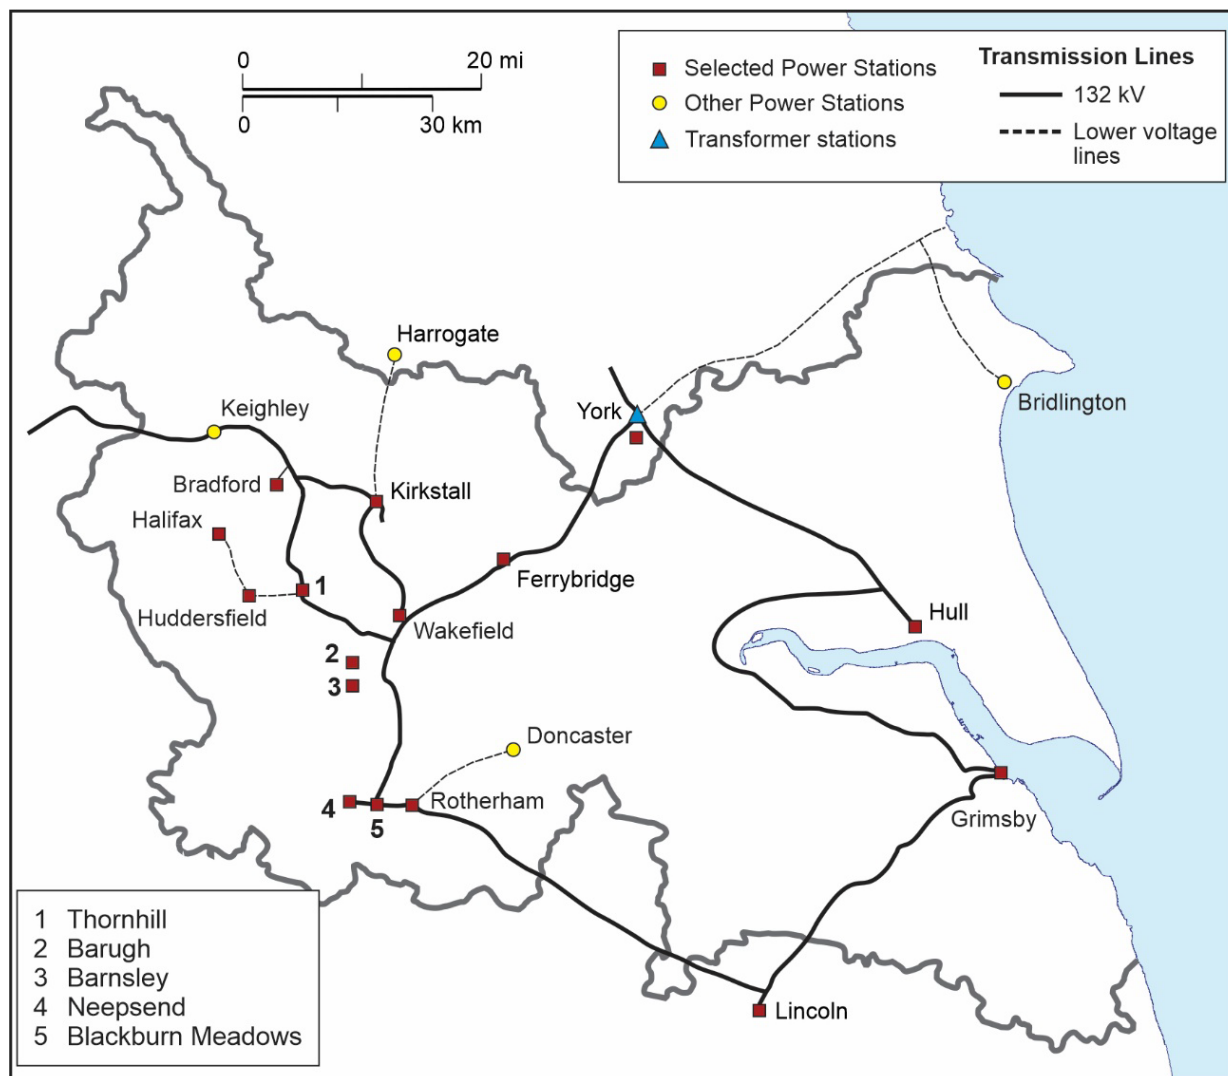 0 20 mi
0 30 km
Selected Power Stations
Other Power Stations
Transformer stations
Transmission Lines
132 kV
Lower voltage
lines
Harrogate
Keighley
York
Bridlington
Bradford
Kirkstall
Halifax
Ferrybridge
1
Huddersfield
Wakefield
Hull
2
3
Doncaster
4
Rotherham
5
Grimsby
Lincoln
1 Thornhill
2 Barugh
3 Barnsley
4 Neepsend
5 Blackburn Meadows